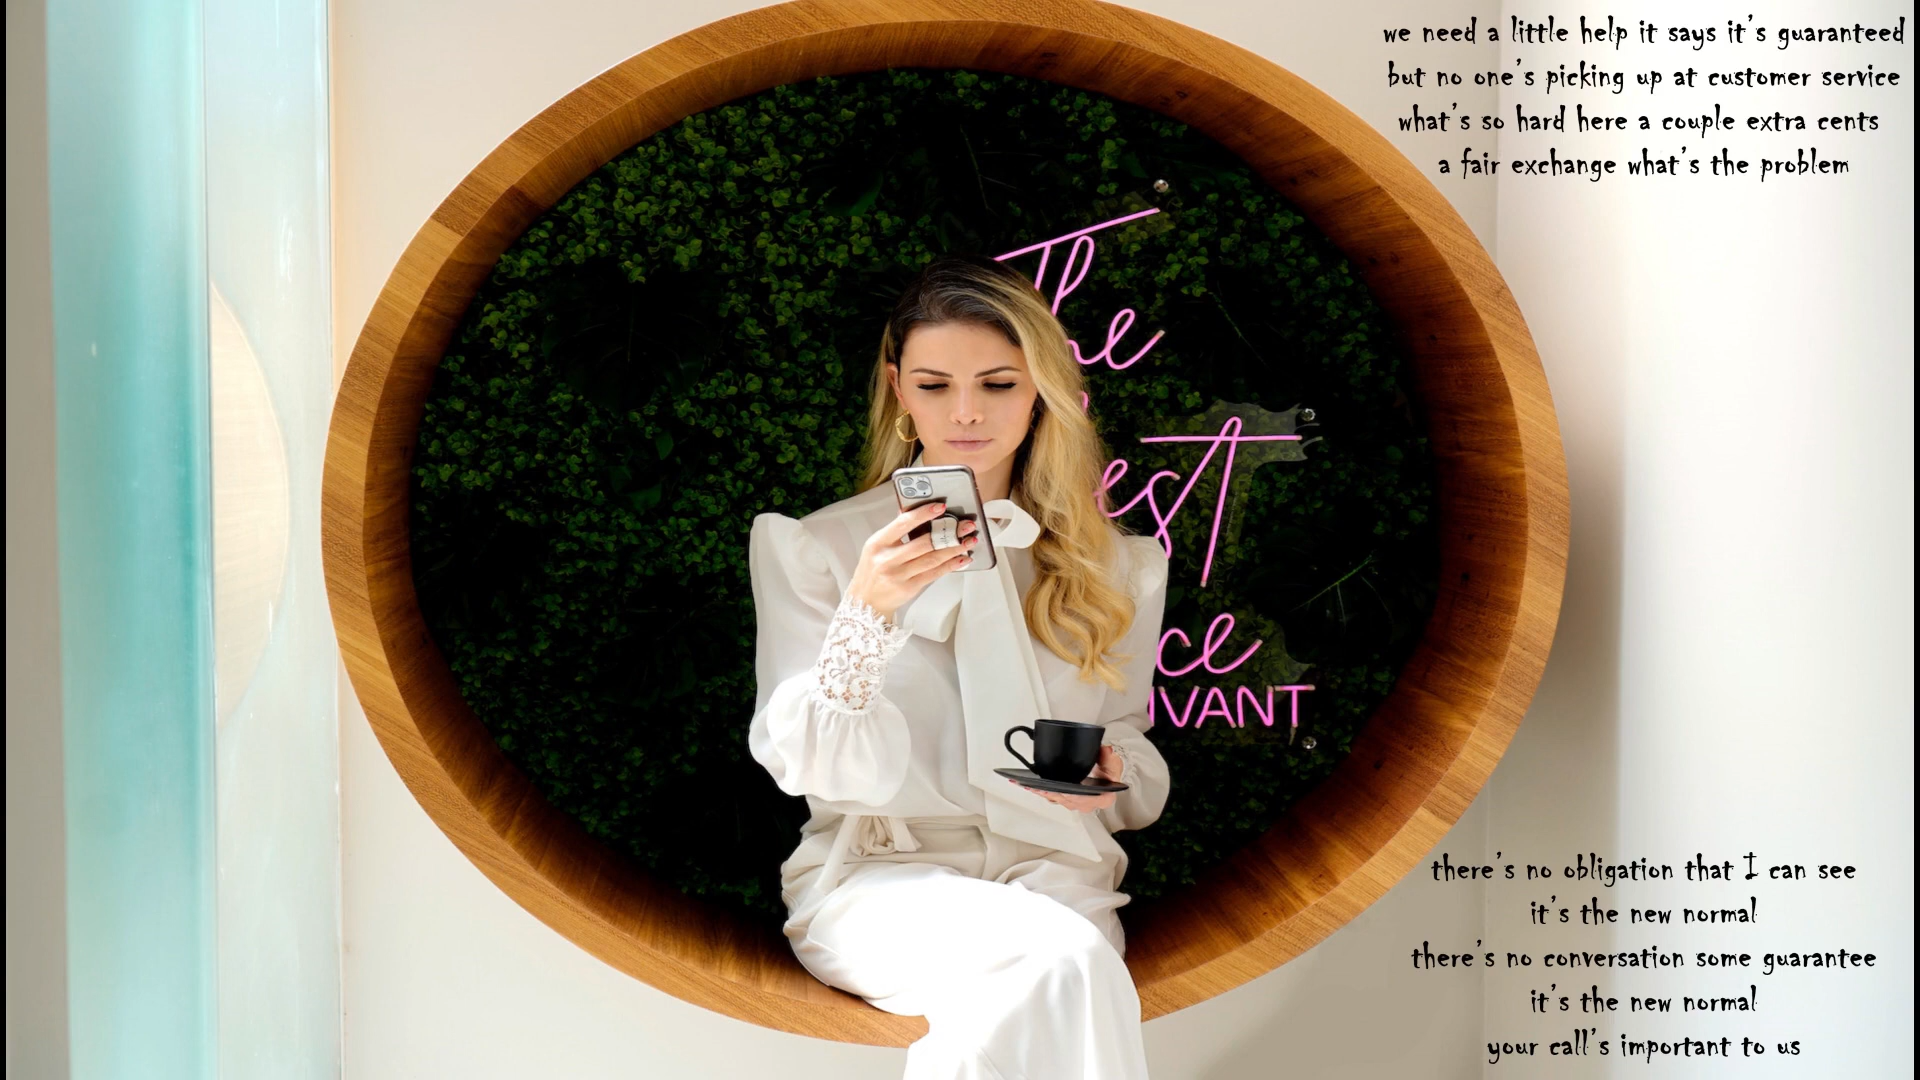 we need a little help it says it's guaranteed
but no one's picking up at customer service
what's so hard here a couple extra cents
a fair exchange what's the problem
The
there's no obligation that I can see
it's the new normal
there's no conversation some guarantee
it's the new normal
your call's important to us